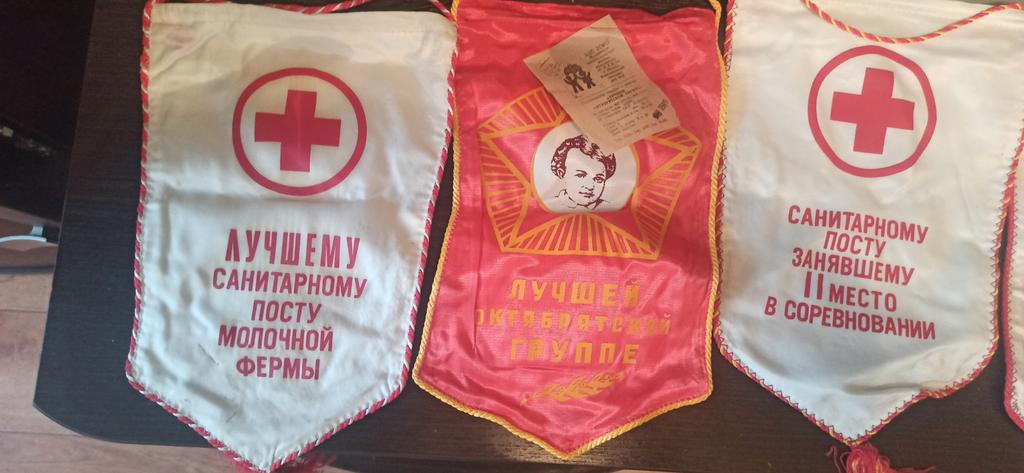 ЛУЧШЕМУ
САНИТАРНОМУ
ПОСТУ
МОЛОЧНОЙ
ФЕРМЫ
ЛУЧШЕЙ
ОКТЯБРЯТСКОЙ
ГРУППЕ
САНИТАРНОМУ
ПОСТУ
ЗАНЯВШЕМУ
II МЕСТО
В СОРЕВНОВАНИИ